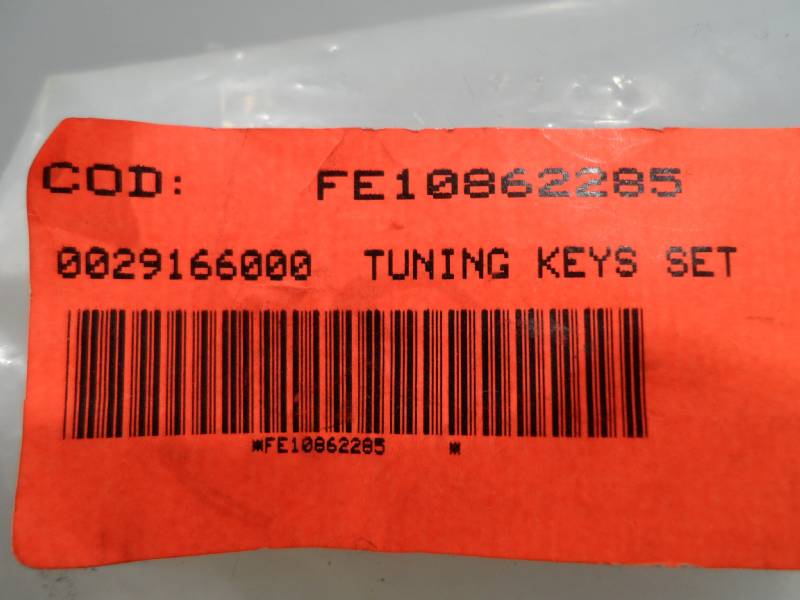 COD: FE10862285
0029166000 TUNING KEYS SET
*FE10862285 *